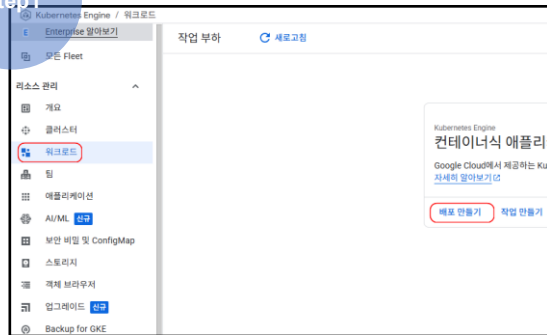 Step1
Kubernetes Engine / 워크로드
E Enterprise 알아보기
모든 Fleet
작업 부하
새로고침
리소스 관리
개요
클러스터
워크로드
팀
애플리케이션
AI/ML 신규
보안 비밀 및 ConfigMap
스토리지
객체 브라우저
업그레이드 신규
Backup for GKE
Kubernetes Engine
컨테이너식 애플리
Google Cloud에서 제공하는 Ku
자세히 알아보기
배포 만들기 작업 만들기